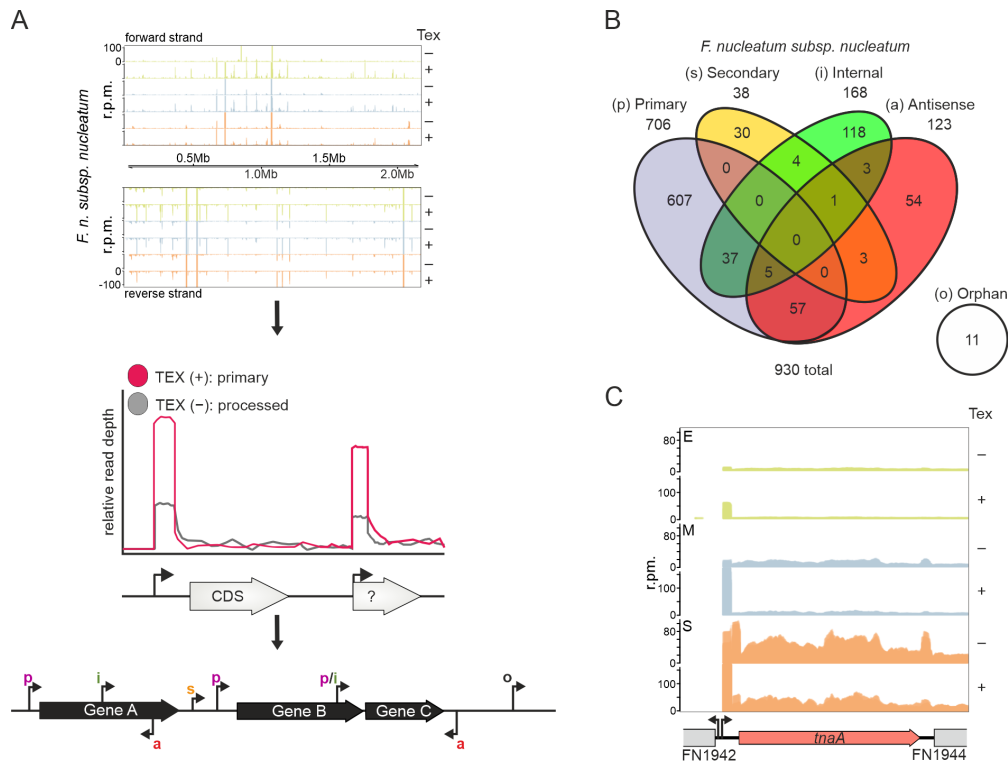 A
forward strand
Tex
100
0
−
+
−
+
−
+
r.p.m.
F. n. subsp. nucleatum
0.5Mb
1.0Mb
1.5Mb
2.0Mb
r.p.m.
−
+
−
+
−
+
0
-100
reverse strand
TEX (+): primary
TEX (−): processed
relative read depth
CDS
?
p
i
s
p
p/i
o
Gene A
Gene B
Gene C
a
a
B
F. nucleatum subsp. nucleatum
(s) Secondary
38
(i) Internal
168
(p) Primary
706
(a) Antisense
123
30
118
0
4
3
607
0
1
54
0
37
5
0
3
57
(o) Orphan
11
930 total
C
Tex
E
80
0
−
100
0
+
M
80
0
−
r.pm.
100
0
+
S
80
0
−
100
0
+
tnaA
FN1942
FN1944